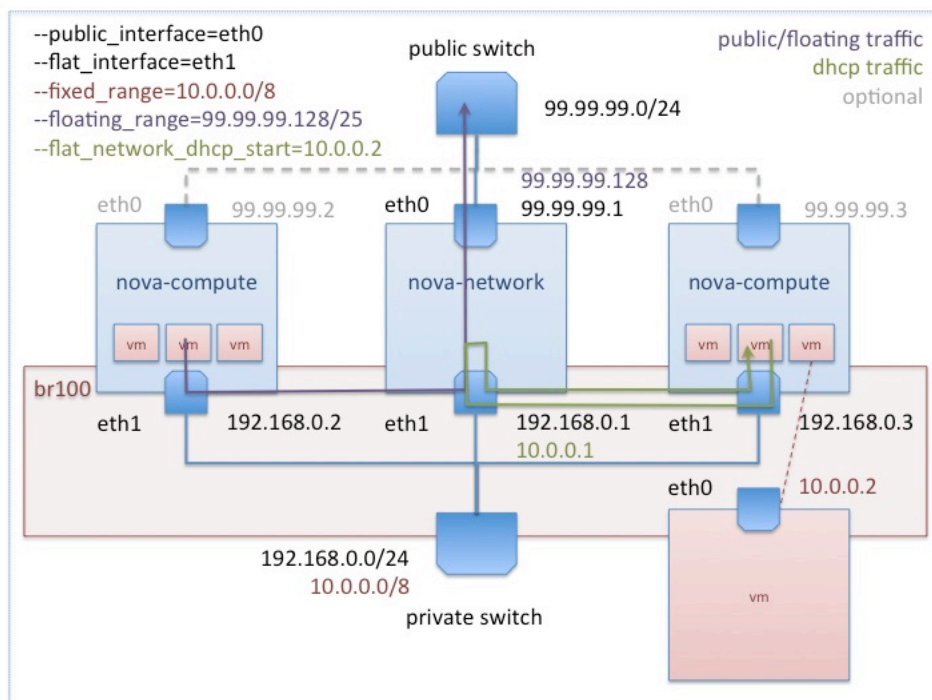 --public_interface=eth0
--flat_interface=eth1
--fixed_range=10.0.0.0/8
--floating_range=99.99.99.128/25
--flat_network_dhcp_start=10.0.0.2
public switch
99.99.99.0/24
public/floating traffic
dhcp traffic
optional
eth0
99.99.99.2
eth0
99.99.99.128
99.99.99.1
eth0
99.99.99.3
nova-compute
nova-network
nova-compute
vm
vm
vm
vm
vm
vm
br100
eth1
192.168.0.2
eth1
192.168.0.1
10.0.0.1
eth1
192.168.0.3
eth0
10.0.0.2
192.168.0.0/24
10.0.0.0/8
private switch
vm